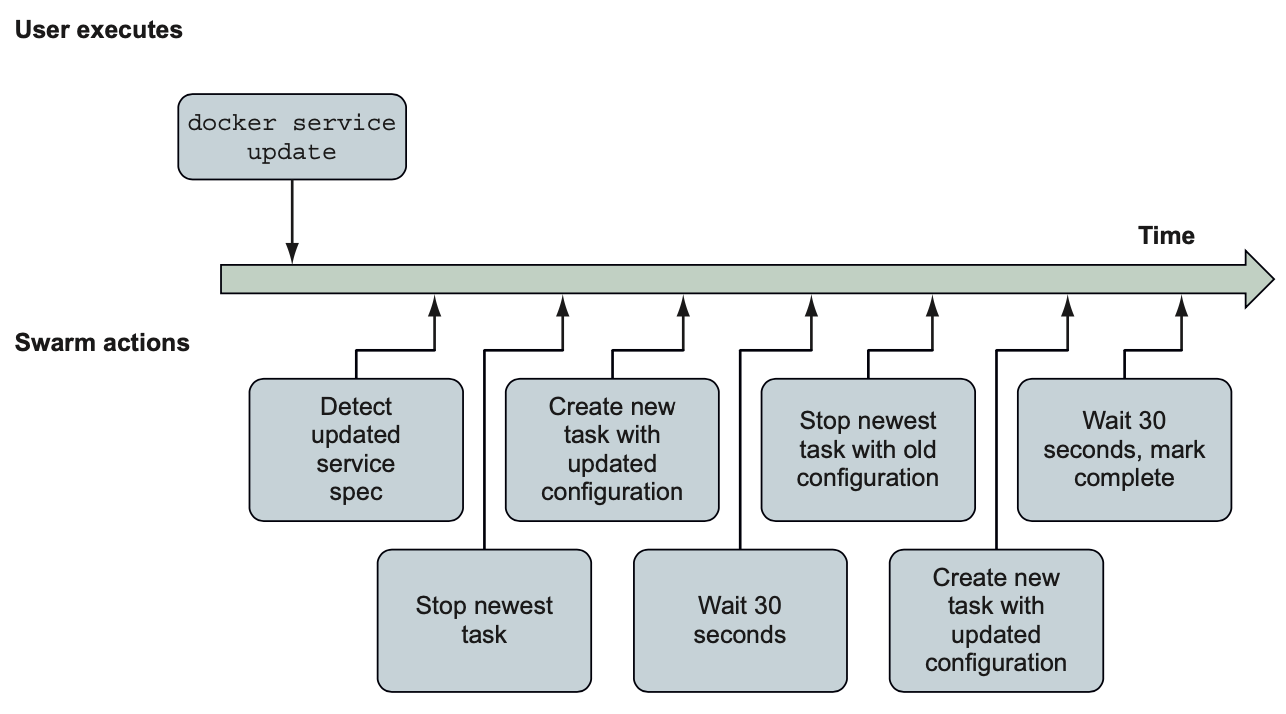 User executes
docker service
update
Time
Swarm actions
Detect
updated
service
spec
Stop newest
task
Create new
task with
updated
configuration
Wait 30
seconds
Stop newest
task with old
configuration
Create new
task with
updated
configuration
Wait 30
seconds, mark
complete